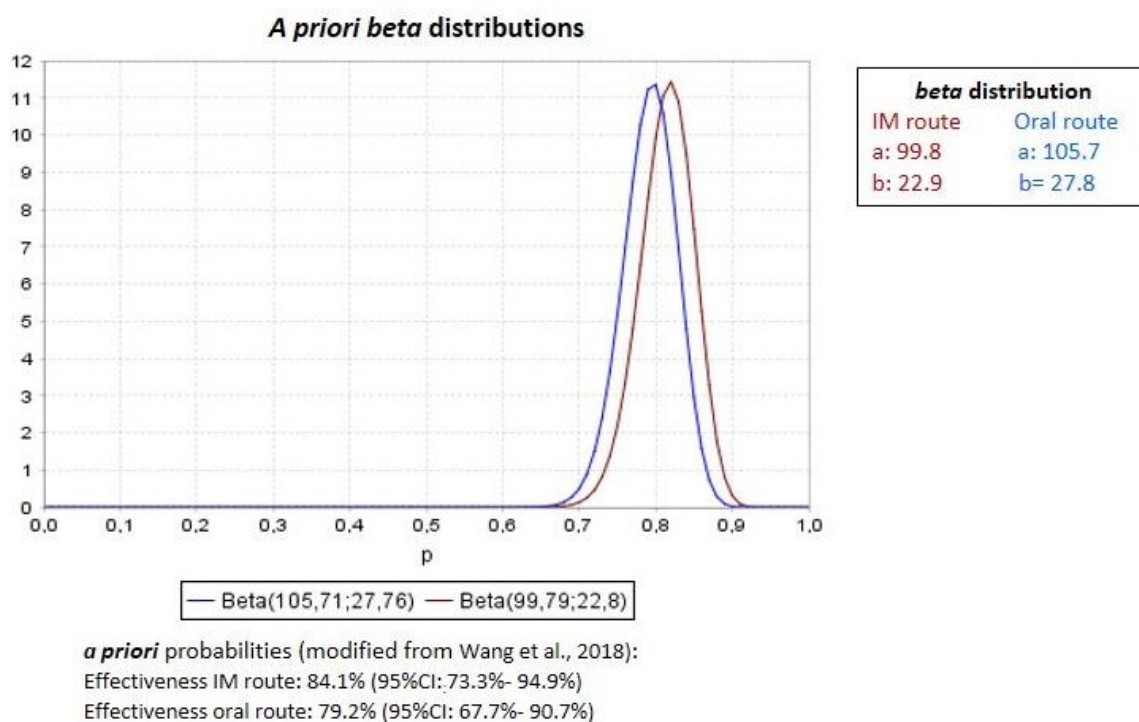 A priori beta distributions
12
11
10
9
8
7
6
5
4
3
2
1
0
0,0 0,1 0,2 0,3 0,4 0,5 0,6 0,7 0,8 0,9 1,0
p
Beta(105,71;27,76) Beta(99,79;22,8)
beta distribution
IM route Oral route
a: 99.8 a: 105.7
b: 22.9 b= 27.8
a priori probabilities (modified from Wang et al., 2018):
Effectiveness IM route: 84.1% (95%CI: 73.3%- 94.9%)
Effectiveness oral route: 79.2% (95%CI: 67.7%- 90.7%)